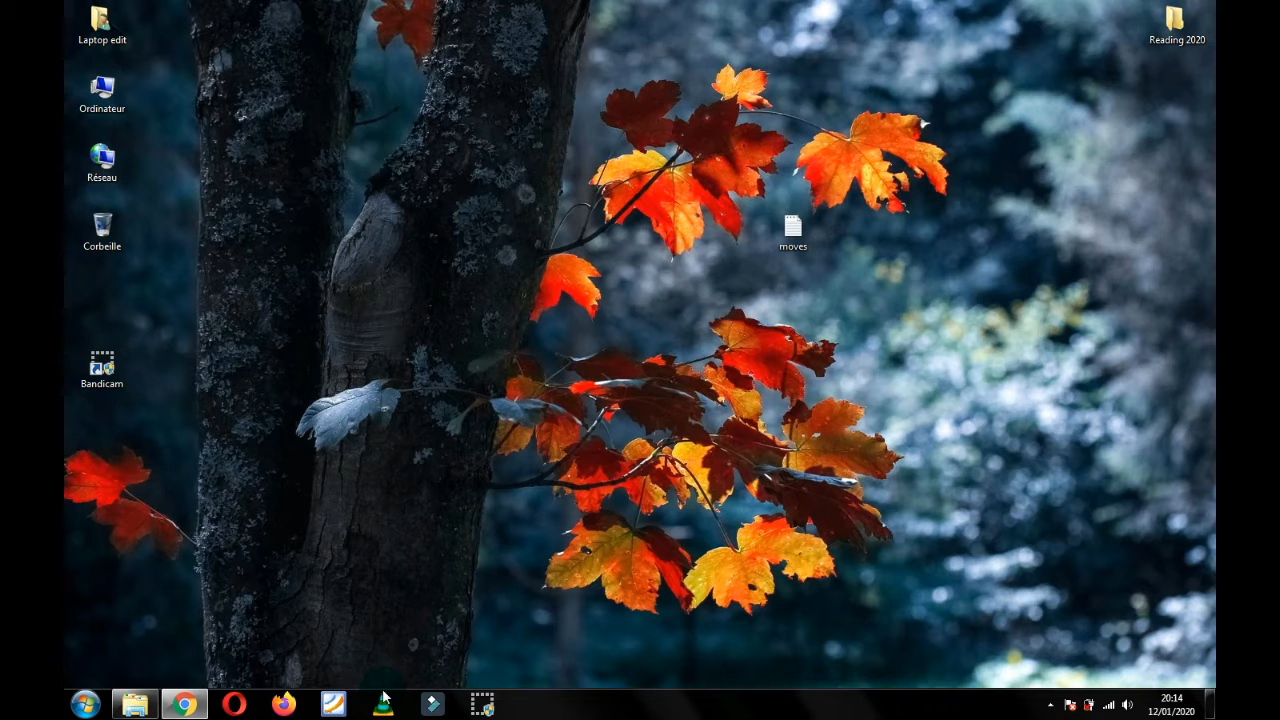 Laptop edit
Reading 2020
Ordinateur
Réseau
Corbeille
moves
Bandicam
20:14
12/01/2020